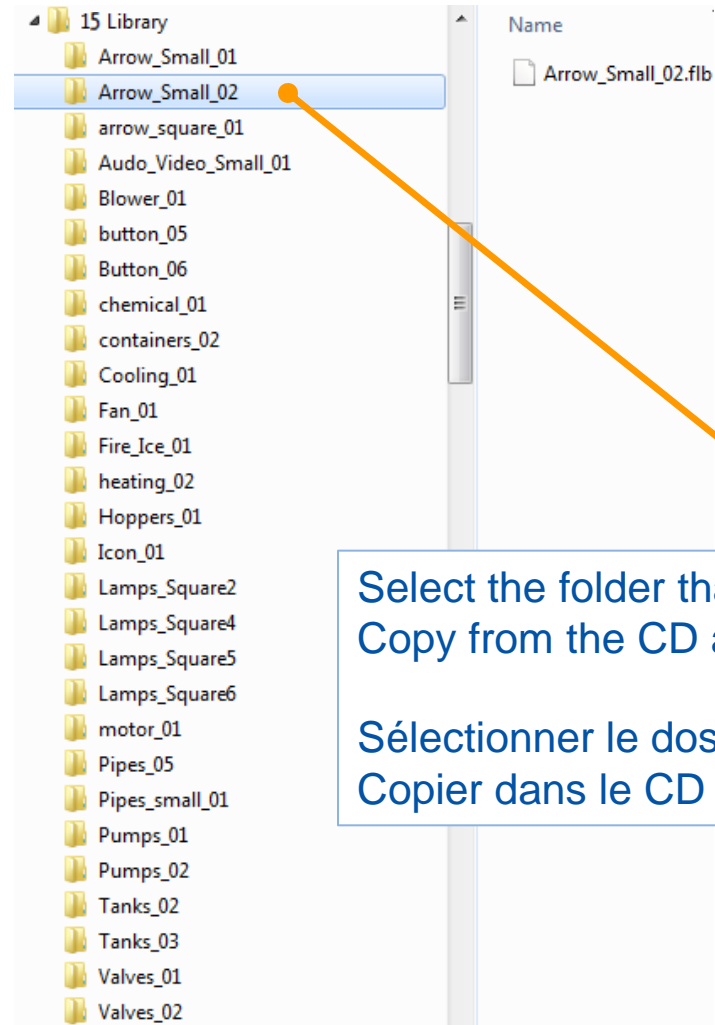 15 Library
Arrow_Small_01
Arrow_Small_02
arrow_square_01
Audo_Video_Small_01
Blower_01
button_05
Button_06
chemical_01
containers_02
Cooling_01
Fan_01
Fire_Ice_01
heating_02
Hoppers_01
Icon_01
Lamps_Square2
Lamps_Square4
Lamps_Square5
Lamps_Square6
motor_01
Pipes_05
Pipes_small_01
Pumps_01
Pumps_02
Tanks_02
Tanks_03
Valves_01
Valves_02
Name
Arrow_Small_02.flb
Select the folder
Copy from the CD
Sélectionner le
Copier dans le CD